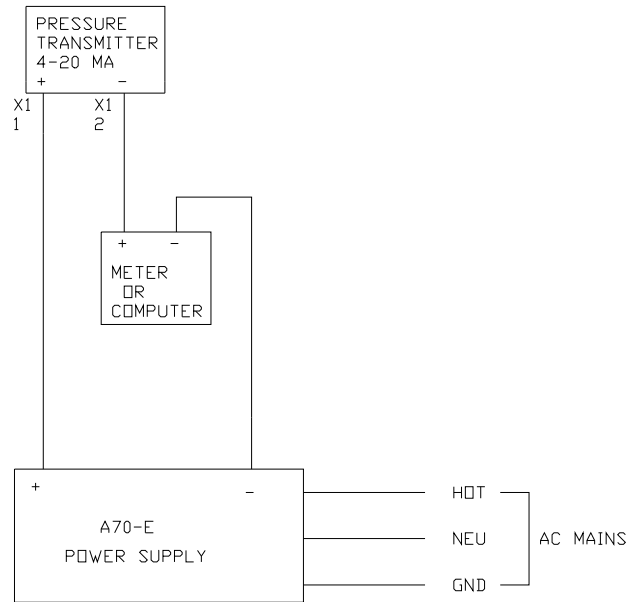 PRESSURE
TRANSMITTER
4-20 MA
+ -
X1 X1
1 2
+ -
METER
OR
COMPUTER
+ -
A70-E
POWER SUPPLY
HOT
NEU
GND
AC MAINS